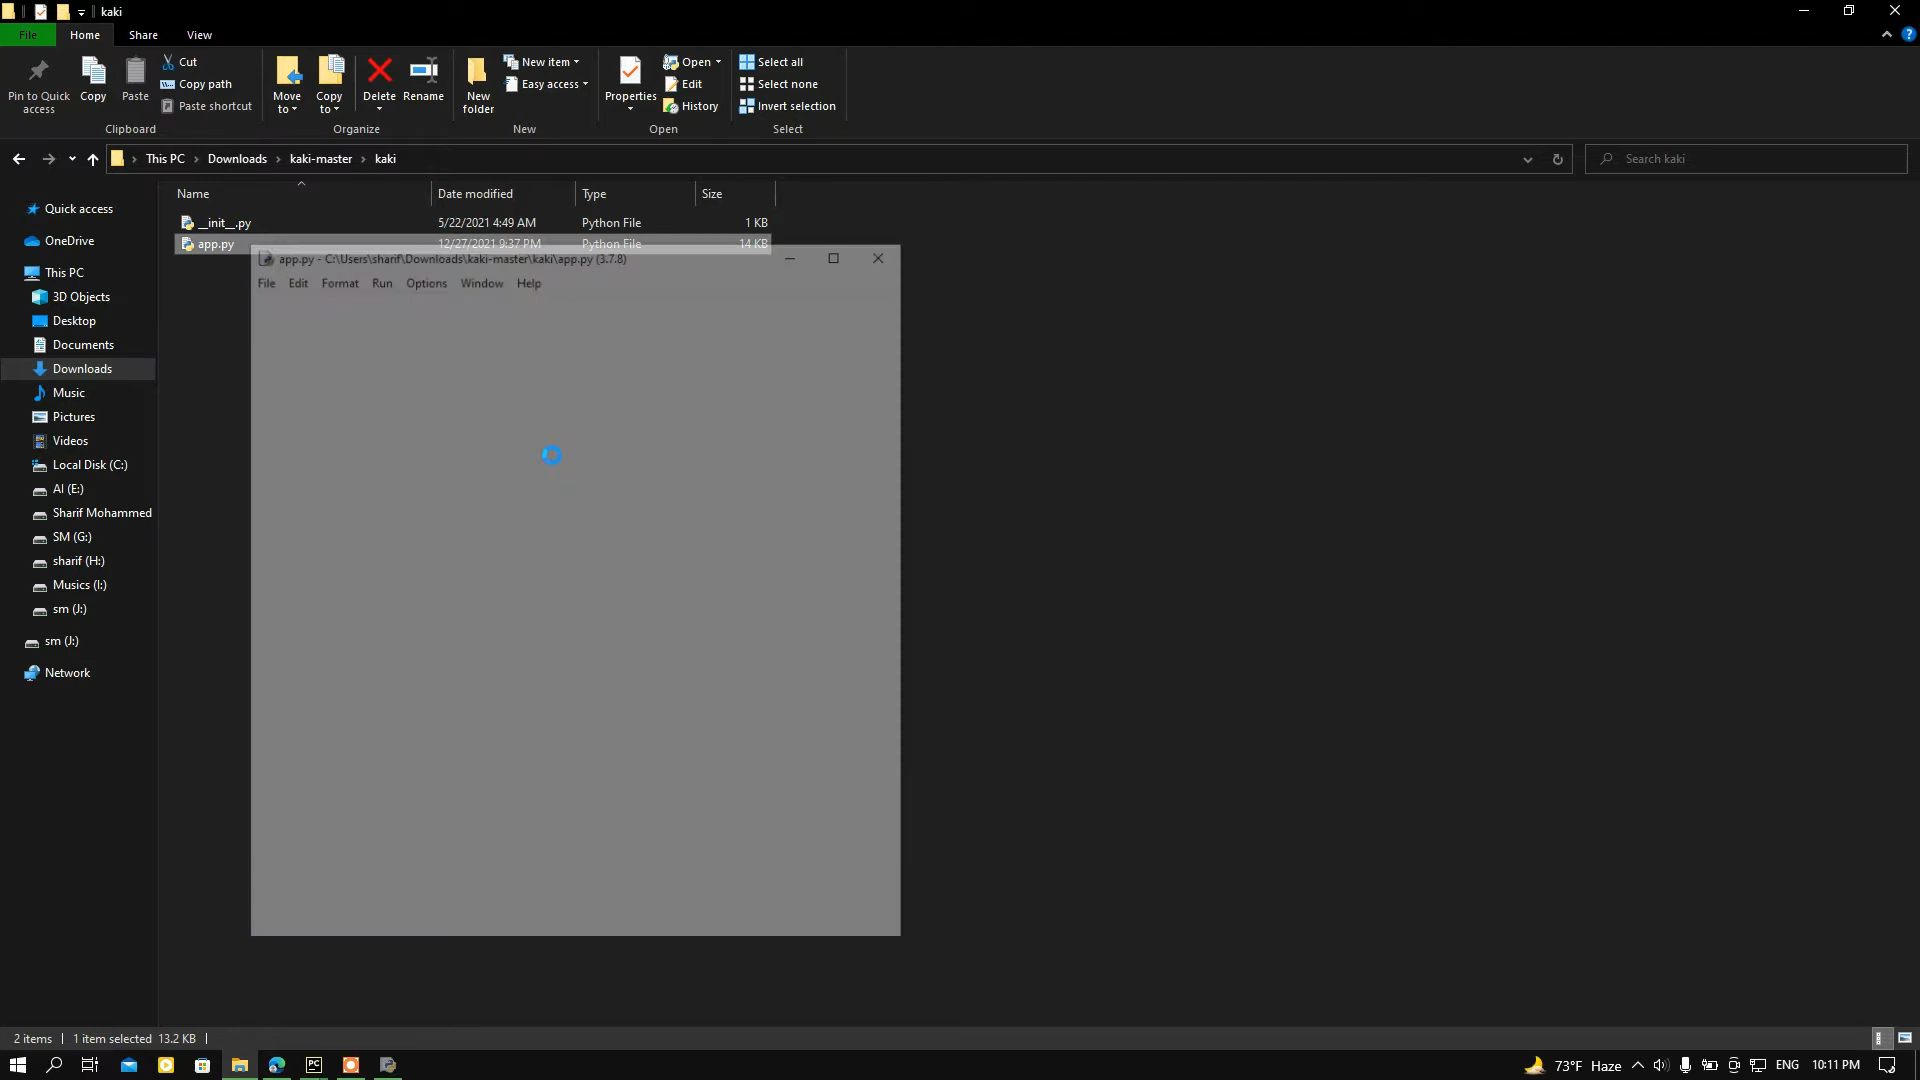 kaki
File Home Share View
Pin to Quick access
Copy
Paste
Cut
Copy path
Paste shortcut
Clipboard
Move to
Copy to
Delete
Rename
Organize
New folder
New item
Easy access
New
Properties
Open
Edit
History
Open
Select all
Select none
Invert selection
Select
This PC > Downloads > kaki-master > kaki
Search kaki
Name Date modified Type Size
__init__.py 5/22/2021 4:49 AM Python File 1 KB
app.py 12/27/2021 9:37 PM Python File 14 KB
app.py - C:\Users\sharif\Downloads\kaki-master\kaki\app.py (3.7.8)
File Edit Format Run Options Window Help
Quick access
OneDrive
This PC
3D Objects
Desktop
Documents
Downloads
Music
Pictures
Videos
Local Disk (C:)
AI (E:)
Sharif Mohammed
SM (G:)
sharif (H:)
Musics (I:)
sm (J:)
sm (J:)
Network
2 items 1 item selected 13.2 KB
PC
73°F Haze ENG 10:11 PM